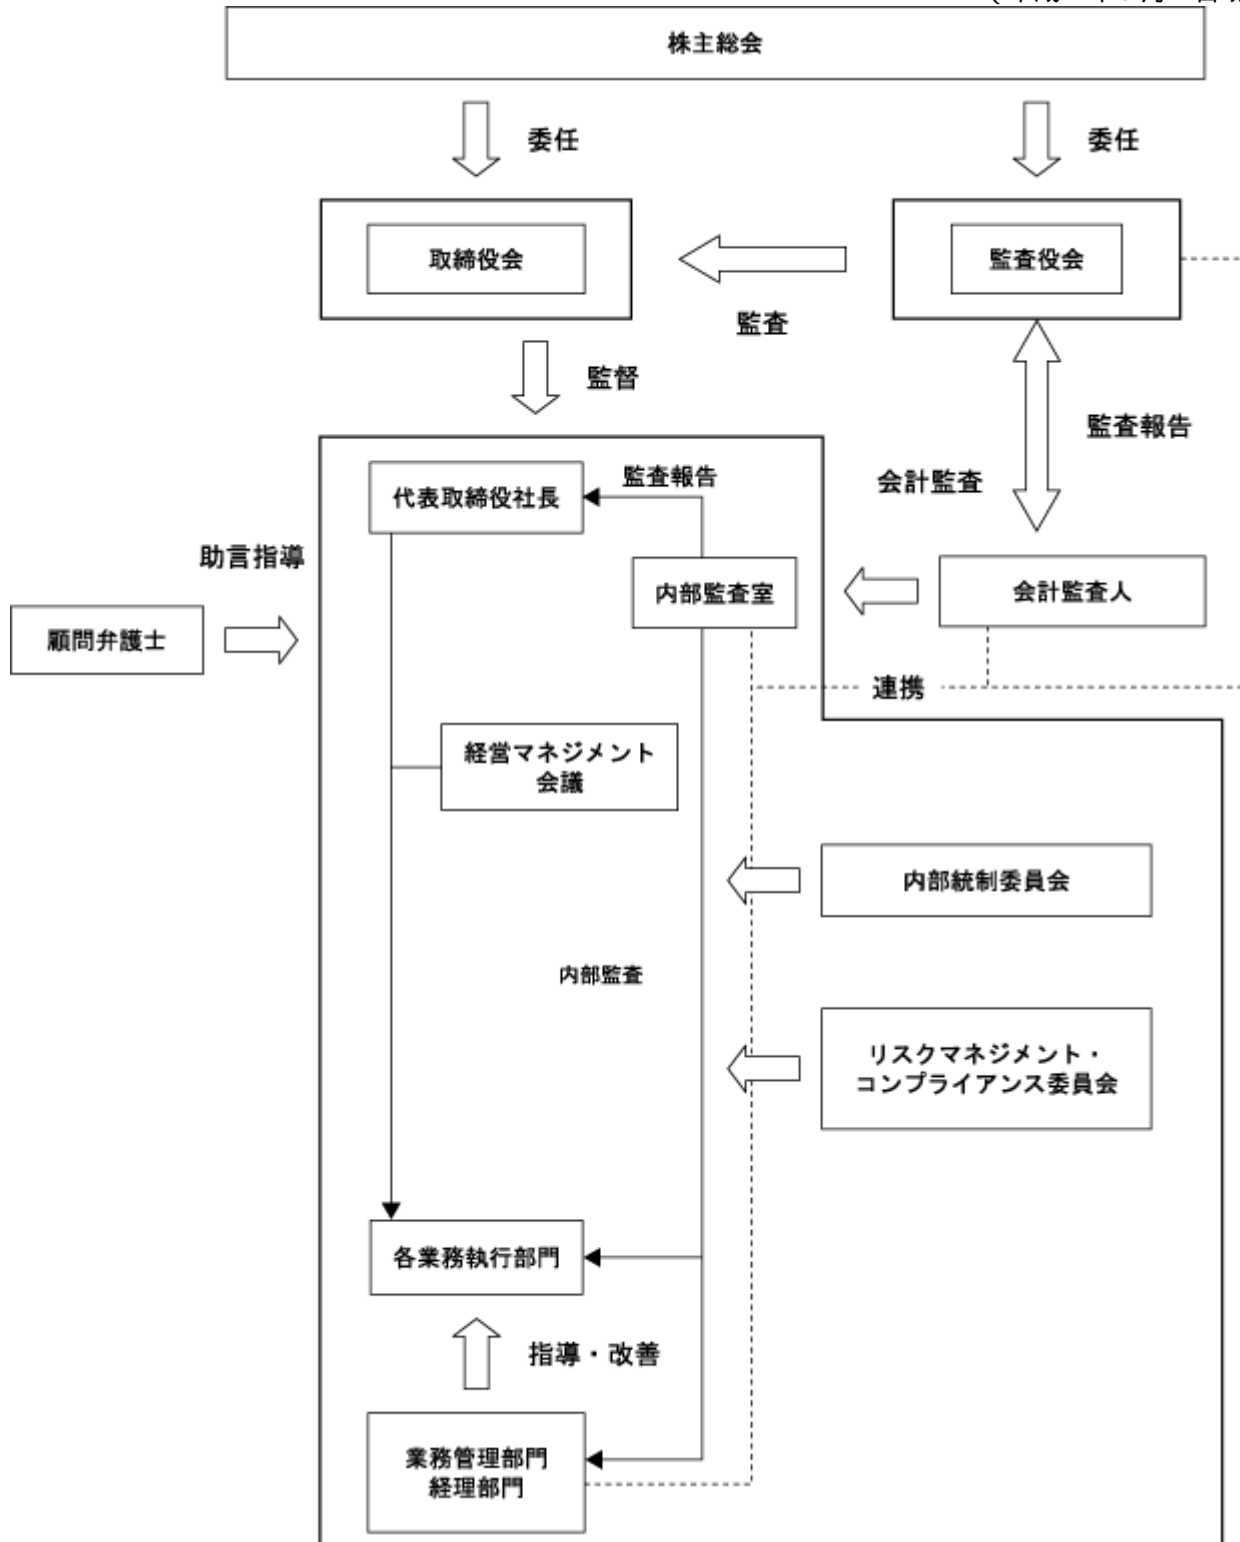 株主総会
委任
委任
取締役会
監査役会
監査
監督
監査報告
会計監査
代表取締役社長
監査報告
助言指導
内部監査室
会計監査人
顧問弁護士
連携
経営マネジメント
会議
内部統制委員会
内部監査
リスクマネジメント・
コンプライアンス委員会
各業務執行部門
指導・改善
業務管理部門
経理部門